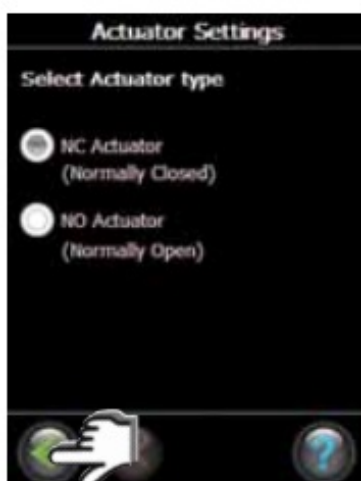 Actuator Settings
Select Actuator type
NC Actuator
(Normally Closed)
NO Actuator
(Normally Open)
?